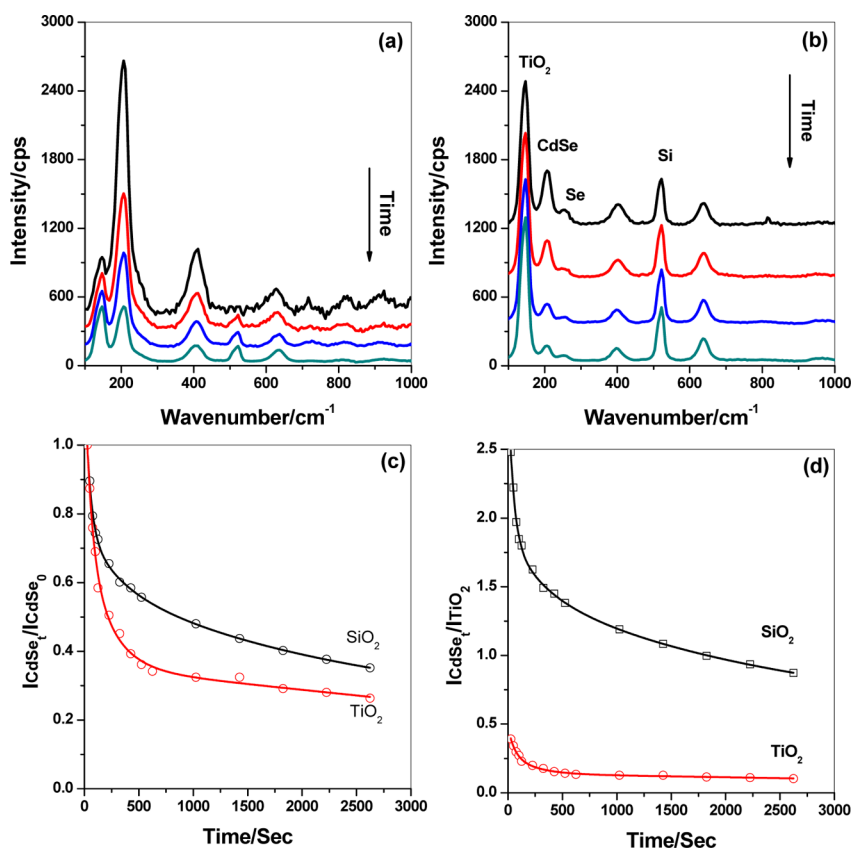 (a)
3000
2400
1800
1200
600
0
Intensity/cps
Time
200 400 600 800 1000
Wavenumber/cm⁻¹
(b)
3000
2400
1800
1200
600
0
Intensity/cps
TiO₂
CdSe
Se
Si
Time
200 400 600 800 1000
Wavenumber/cm⁻¹
(c)
1.0
0.8
0.6
0.4
0.2
0.0
ICdSeₜ/ICdSe₀
SiO₂
TiO₂
0 500 1000 1500 2000 2500 3000
Time/Sec
(d)
2.5
2.0
1.5
1.0
0.5
0.0
ICdSeₜ/ITiO₂
SiO₂
TiO₂
0 500 1000 1500 2000 2500 3000
Time/Sec